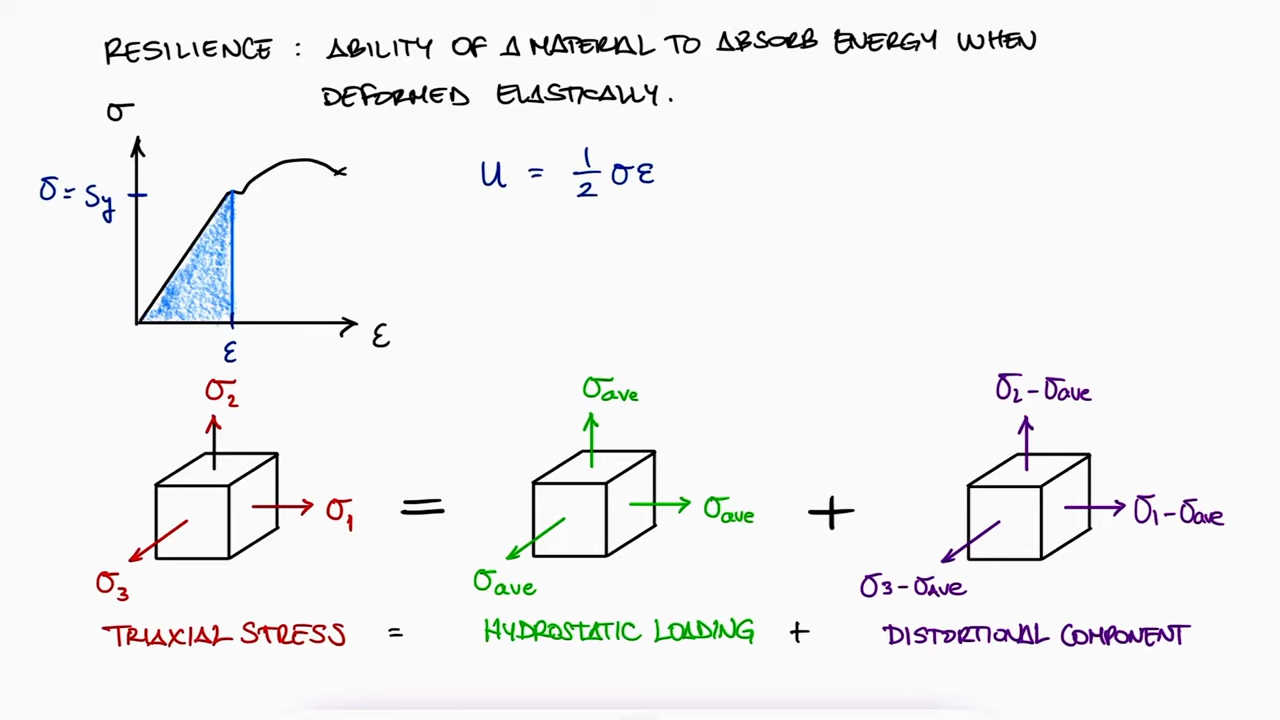 RESILIENCE : ABILITY OF A MATERIAL TO ABSORB ENERGY WHEN
DEFORMED ELASTICALLY.
σ
σ = Sy
U = 1/2 σε
ε
ε
σ2
σ1
σ3
=
σave
σave
σave
+
σ2 - σave
σ1 - σave
σ3 - σAve
TRIAXIAL STRESS = HYDROSTATIC LOADING + DISTORTIONAL COMPONENT